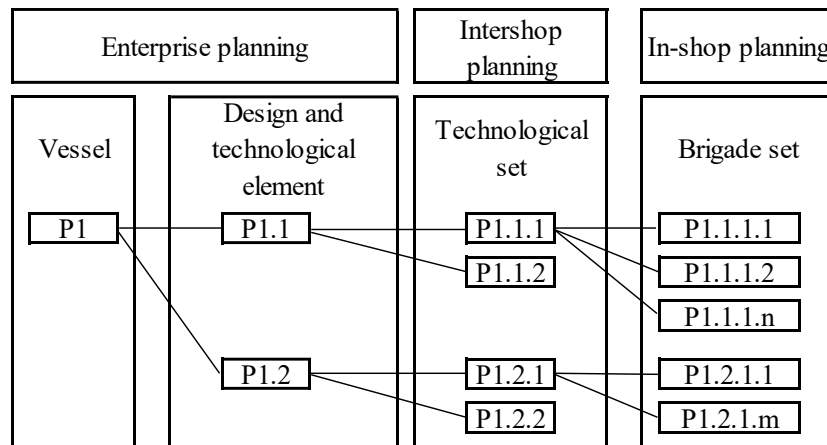 Enterprise planning
Intershop
planning
In-shop planning
Vessel
Design and
technological
element
Technological
set
Brigade set
P1
P1.1
P1.1.1
P1.1.1.1
P1.1.2
P1.1.1.2
P1.1.1.n
P1.2
P1.2.1
P1.2.1.1
P1.2.2
P1.2.1.m